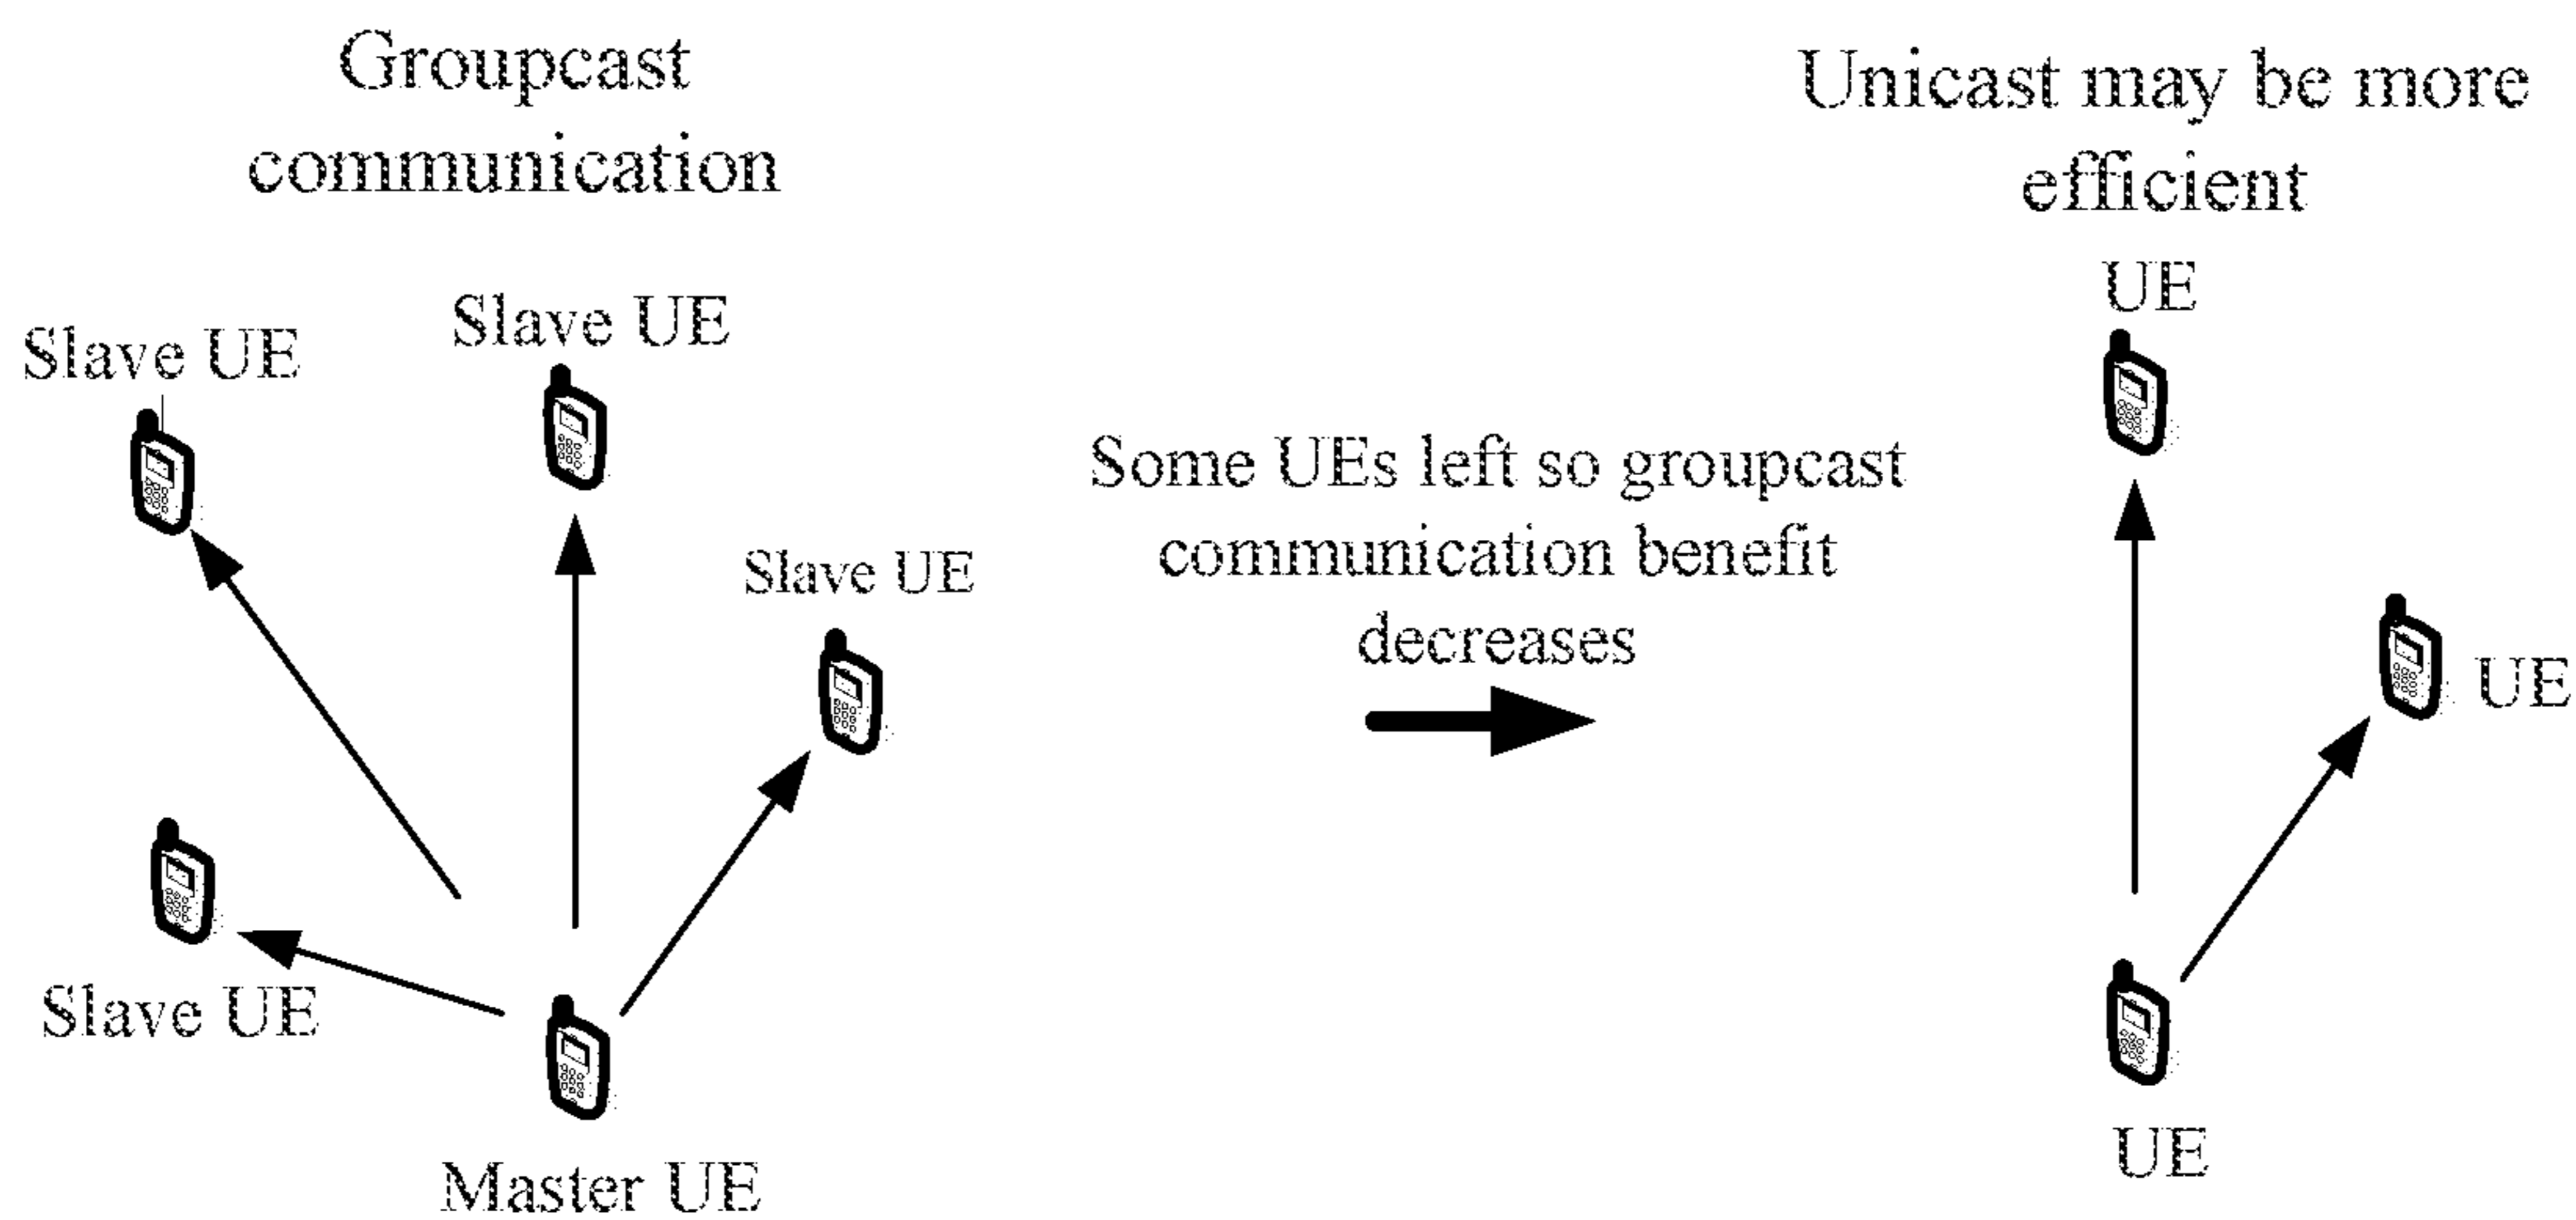 Groupcast
communication
Slave UE
Slave UE
Slave UE
Slave UE
Master UE
Some UEs left so groupcast
communication benefit
decreases
Unicast may be more
efficient
UE
UE
UE